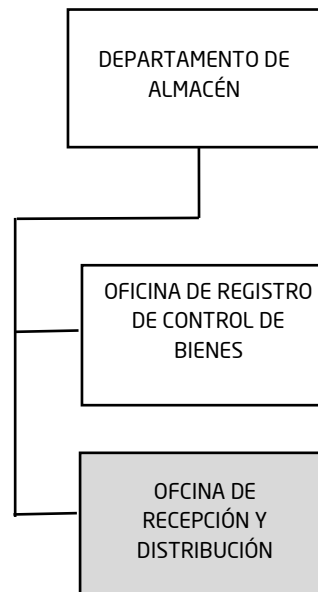 DEPARTAMENTO DE
ALMACÉN
OFICINA DE REGISTRO
DE CONTROL DE
BIENES
OFCINA DE
RECEPCIÓN Y
DISTRIBUCIÓN